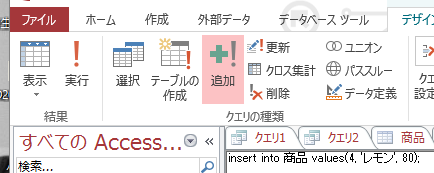 ファイル ホーム 作成 外部データ データベース ツール デザイ
表示 実行 選択 テーブルの作成 追加 更新 クロス集計 削除 ユニオン パススルー データ定義
結果 クエリの種類
すべての Access...
検索...
クエリ1 クエリ2 商品
insert into 商品 values(4, 'レモン', 80);